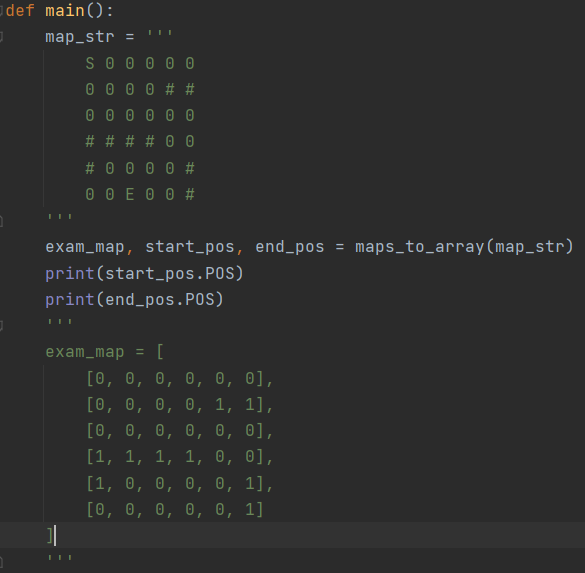 def main():
    map_str = '''
        S 0 0 0 0 0
        0 0 0 0 # #
        0 0 0 0 0 0
        # # # # 0 0
        # 0 0 0 0 #
        0 0 E 0 0 #
    '''
    exam_map, start_pos, end_pos = maps_to_array(map_str)
    print(start_pos.POS)
    print(end_pos.POS)
    '''
    exam_map = [
        [0, 0, 0, 0, 0, 0],
        [0, 0, 0, 0, 1, 1],
        [0, 0, 0, 0, 0, 0],
        [1, 1, 1, 1, 0, 0],
        [1, 0, 0, 0, 0, 1],
        [0, 0, 0, 0, 0, 1]
    ]
    '''